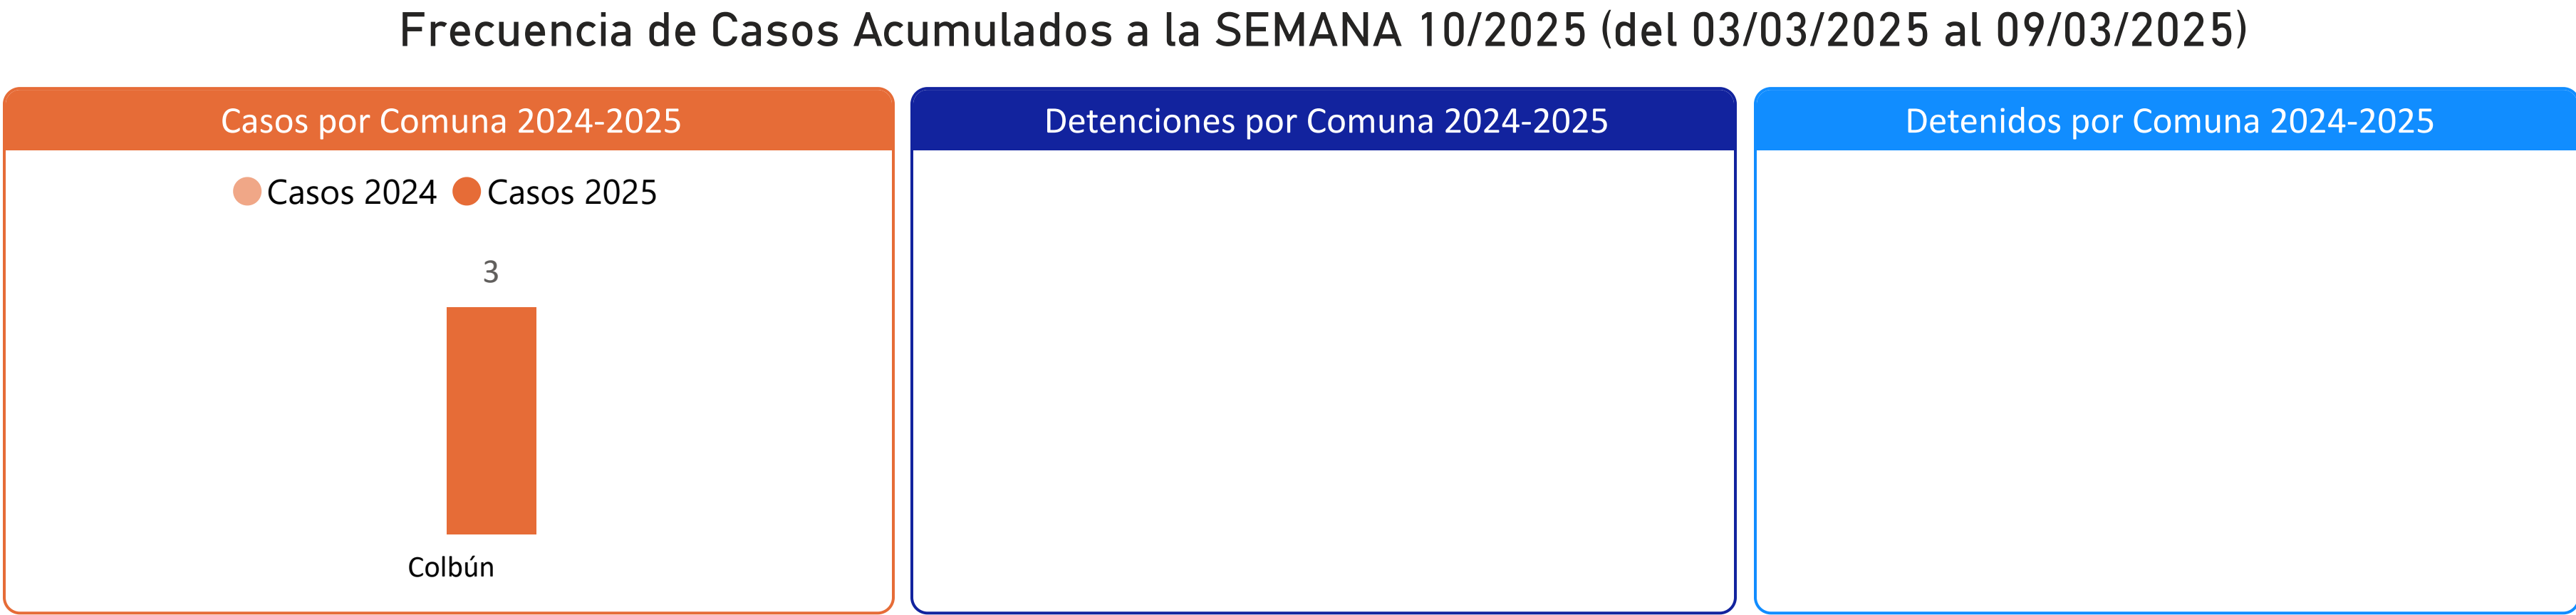 Frecuencia de Casos Acumulados a la SEMANA 10/2025 (del 03/03/2025 al 09/03/2025)
Casos por Comuna 2024-2025
Casos 2024 Casos 2025
3
Colbún
Detenciones por Comuna 2024-2025
Detenidos por Comuna 2024-2025